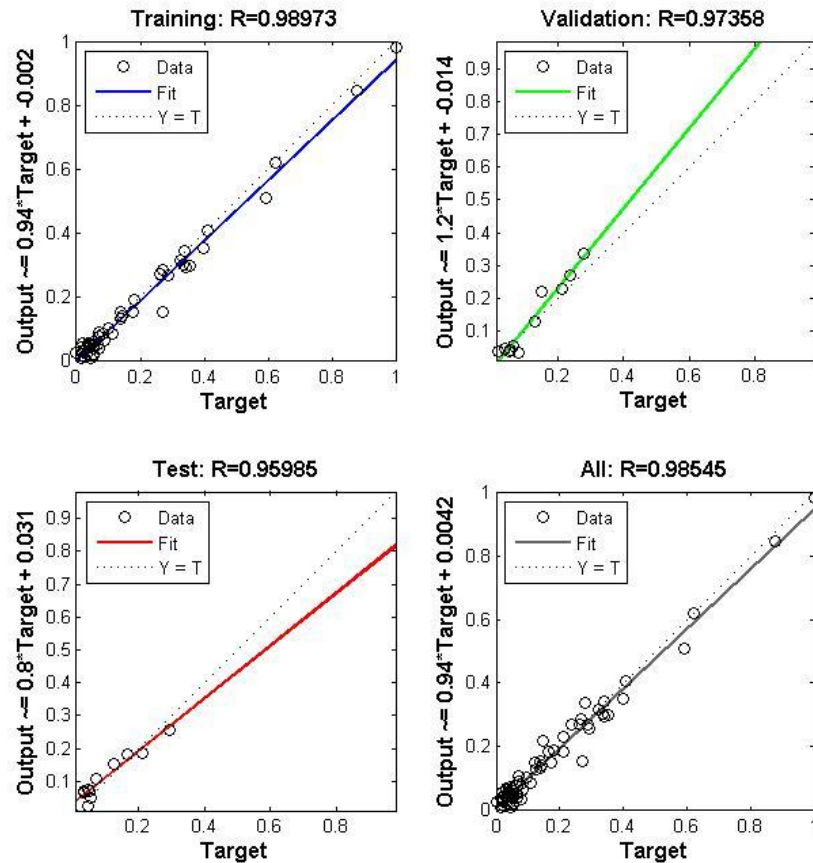 Training: R=0.98973
Output ~= 0.94*Target + -0.002
1
0.8
0.6
0.4
0.2
0
Data
Fit
Y = T
0 0.2 0.4 0.6 0.8 1
Target
Validation: R=0.97358
Output ~= 1.2*Target + -0.014
0.9
0.8
0.7
0.6
0.5
0.4
0.3
0.2
0.1
Data
Fit
Y = T
0.2 0.4 0.6 0.8
Target
Test: R=0.95985
Output ~= 0.8*Target + 0.031
0.9
0.8
0.7
0.6
0.5
0.4
0.3
0.2
0.1
Data
Fit
Y = T
0.2 0.4 0.6 0.8
Target
All: R=0.98545
Output ~= 0.94*Target + 0.0042
1
0.8
0.6
0.4
0.2
0
Data
Fit
Y = T
0 0.2 0.4 0.6 0.8 1
Target